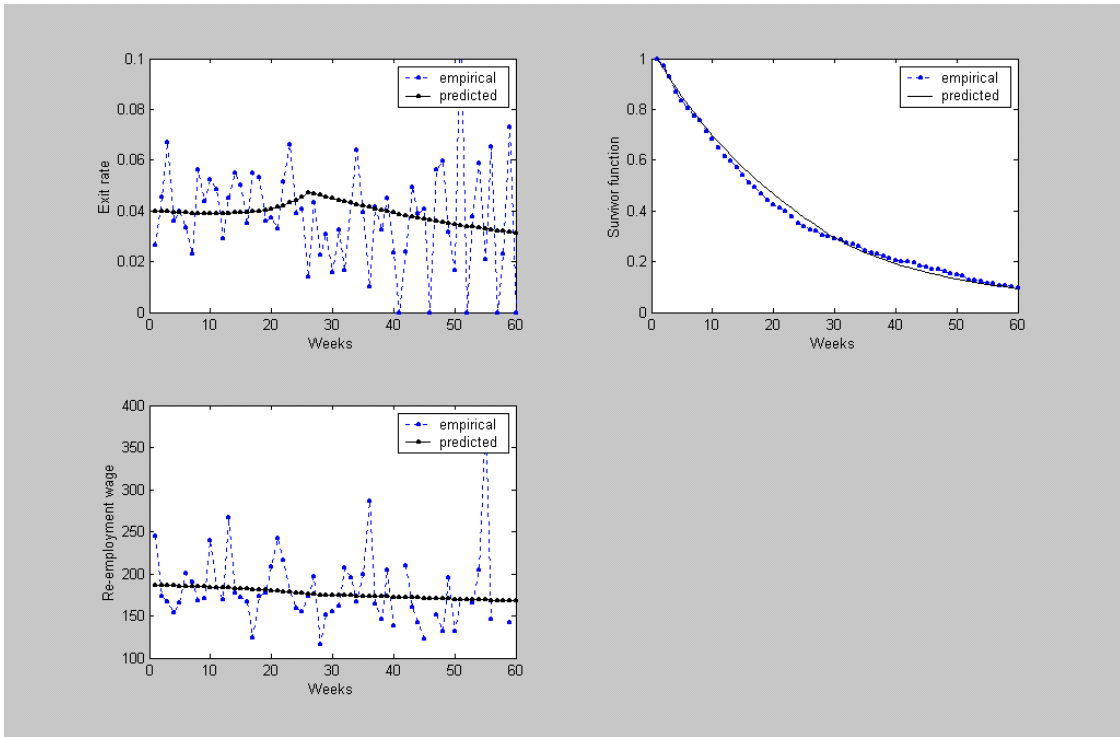 0.1
0.08
0.06
0.04
0.02
0
Exit rate
empirical
predicted
0 10 20 30 40 50 60
Weeks
1
0.8
0.6
0.4
0.2
0
Survivor function
empirical
predicted
0 10 20 30 40 50 60
Weeks
400
350
300
250
200
150
100
Re-employment wage
empirical
predicted
0 10 20 30 40 50 60
Weeks